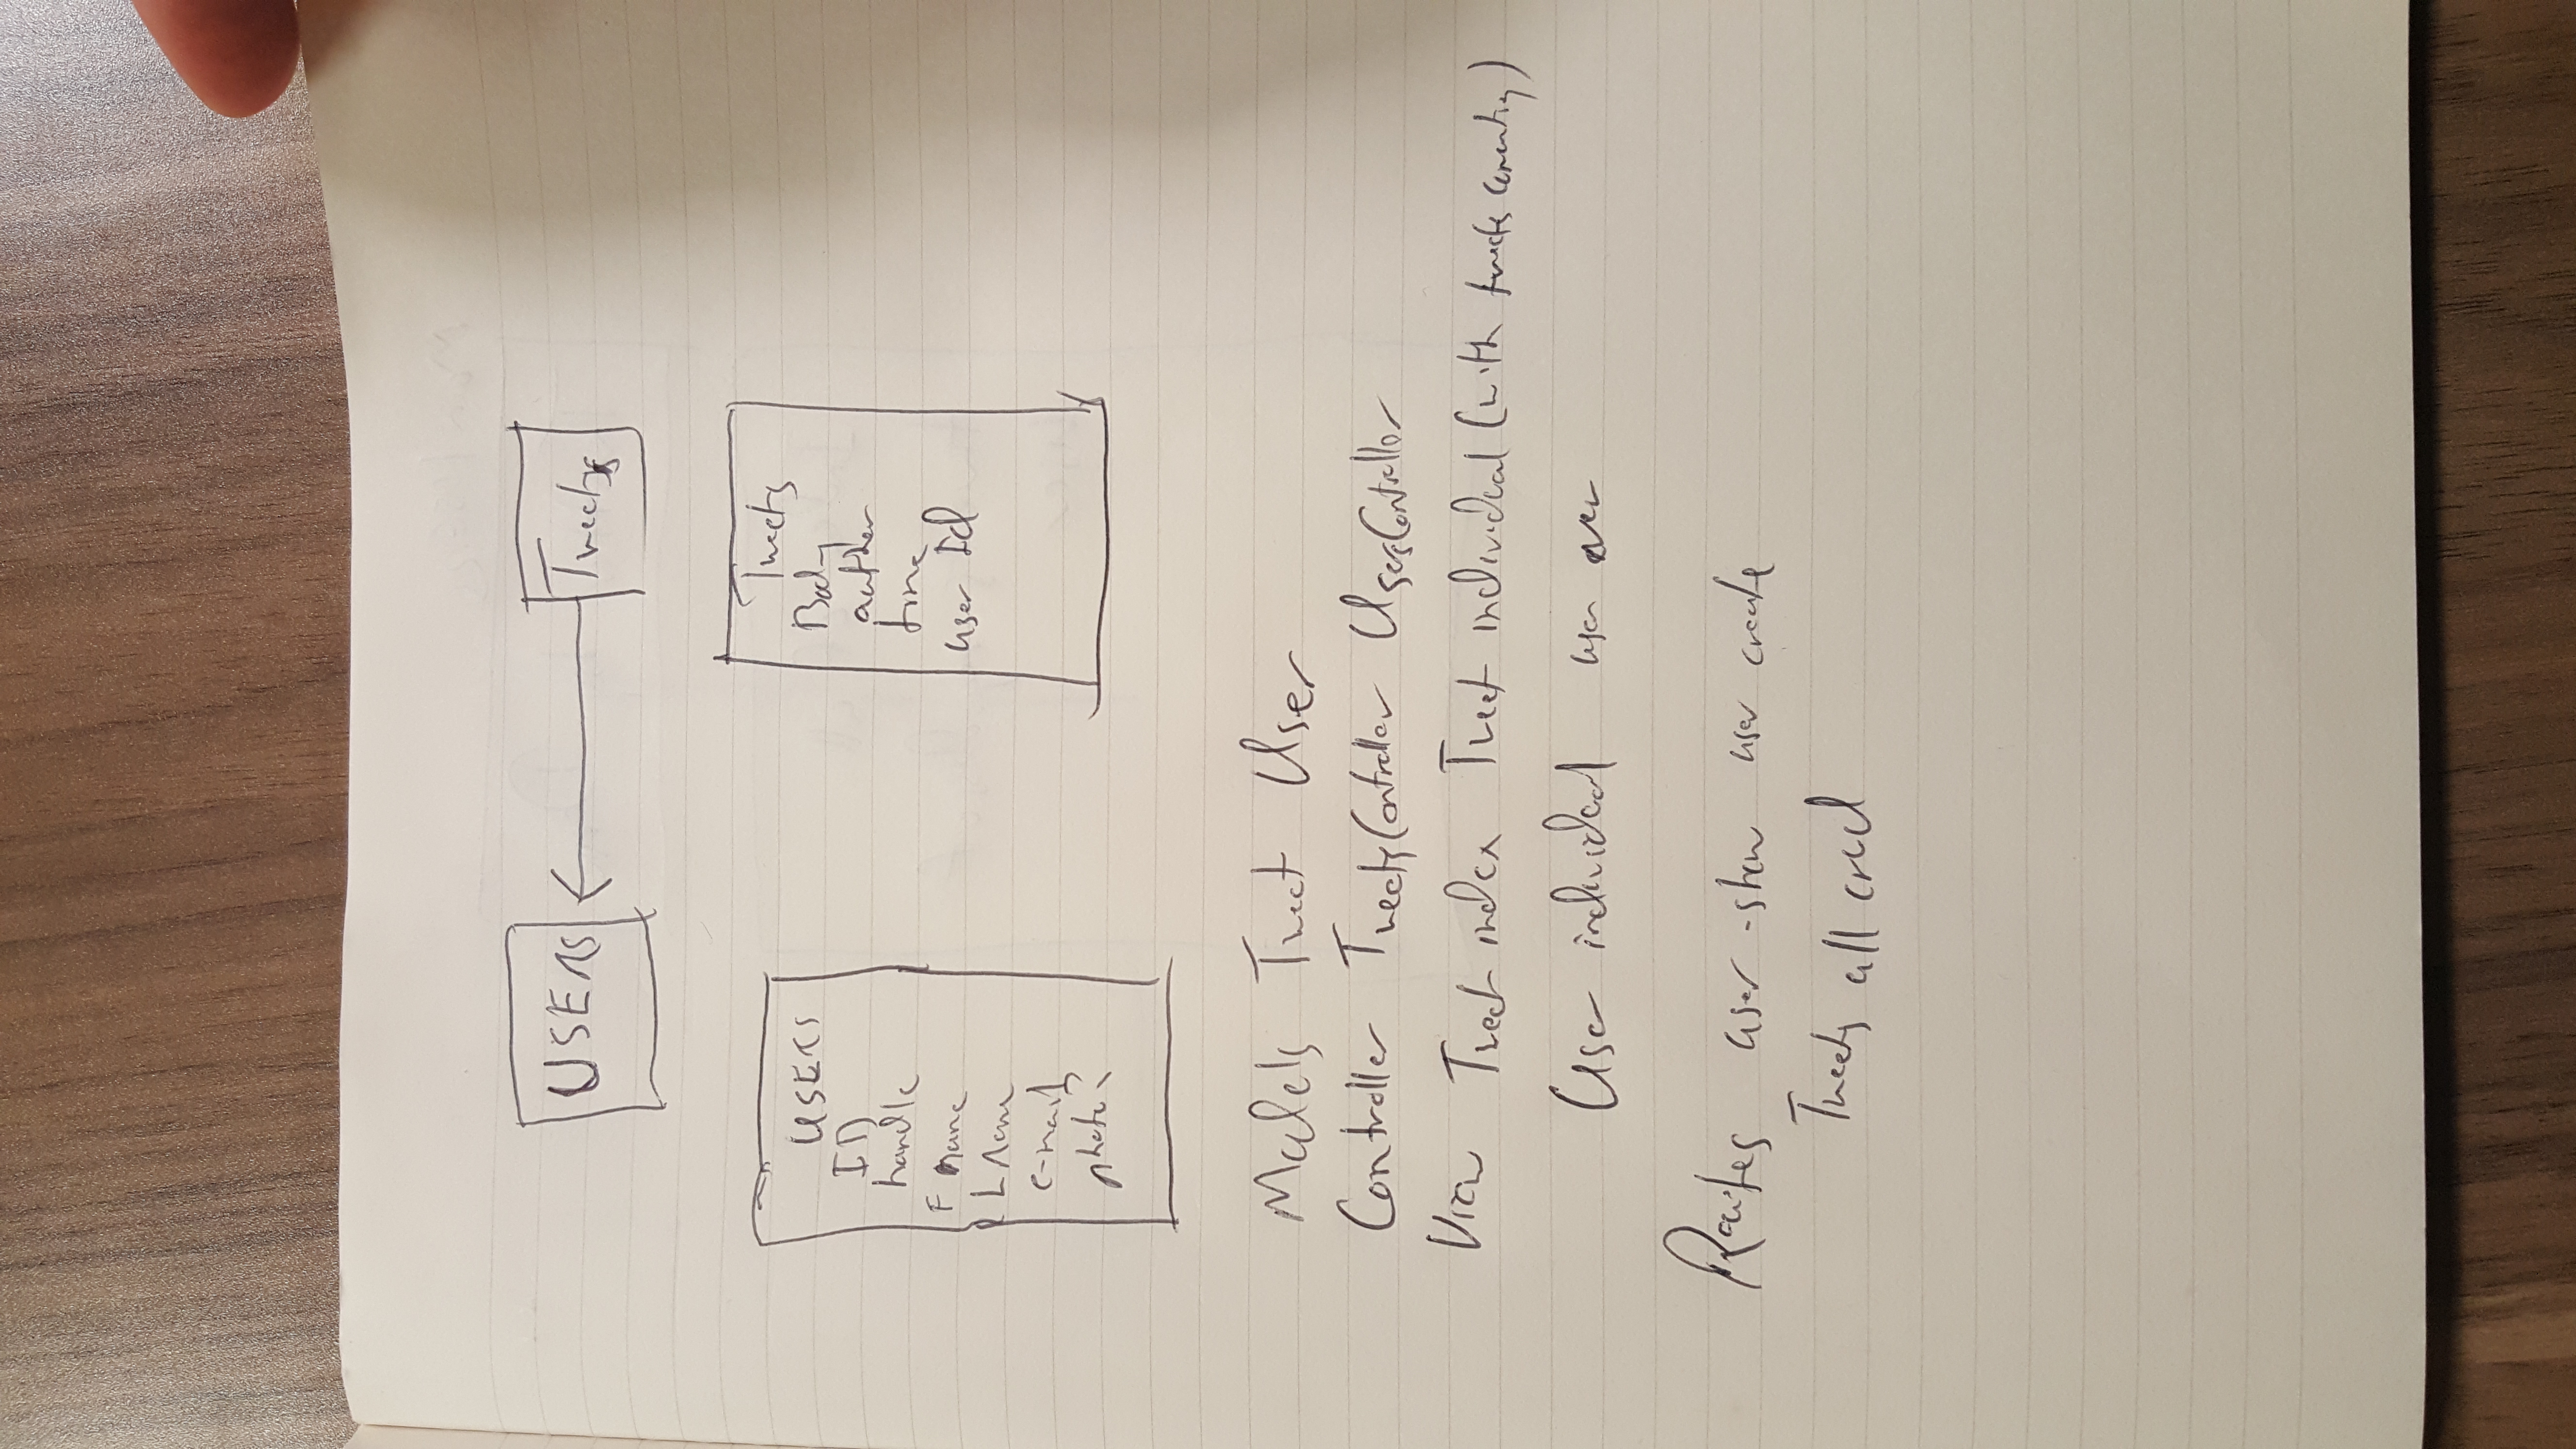 USERS
Tweets
USERS
ID
handle
F name
L name
e-mail
photo?
Tweets
Body
author
time
user Id
Models Tweet User
Controller TweetsController UsersController
View Tweet index Tweet individual (with tweets
User individual user
Routes user - show user create
Tweets all crud